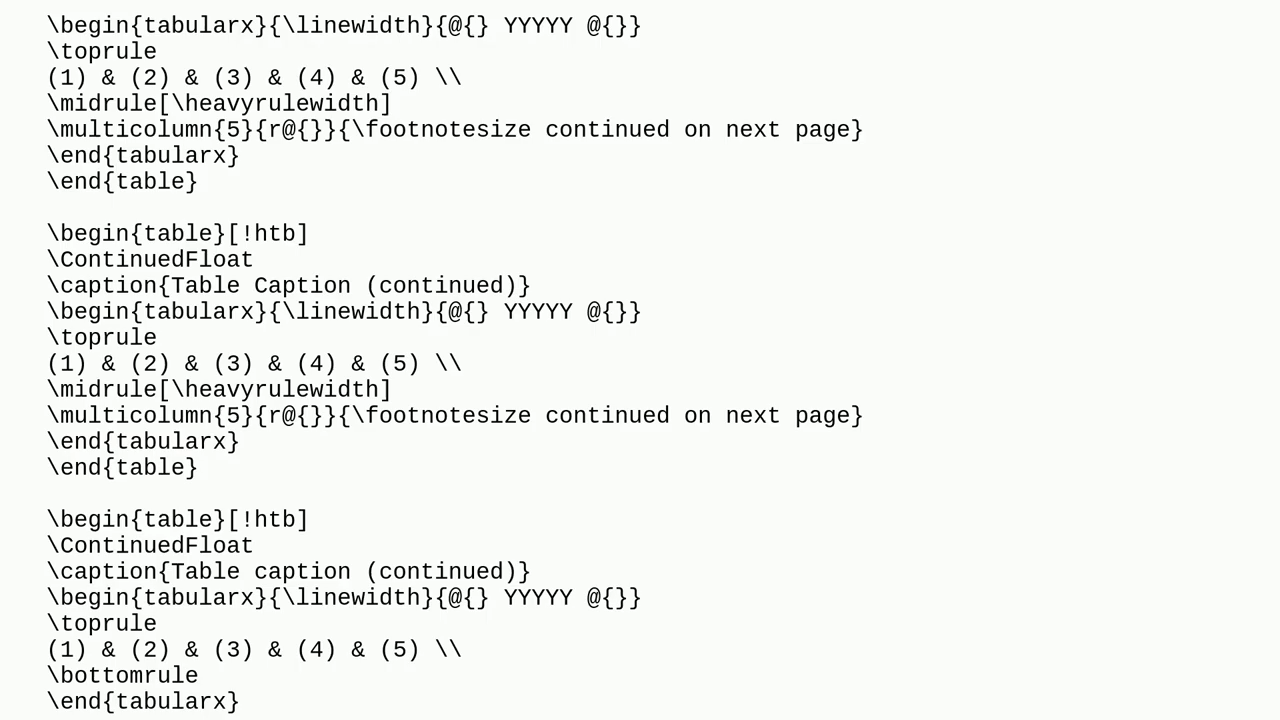 \begin{tabularx}{\linewidth}{@{} YYYYY @{}}
\toprule
(1) & (2) & (3) & (4) & (5) \\
\midrule[\heavyrulewidth]
\multicolumn{5}{r@{}}{\footnotesize continued on next page}
\end{tabularx}
\end{table}

\begin{table}[!htb]
\ContinuedFloat
\caption{Table Caption (continued)}
\begin{tabularx}{\linewidth}{@{} YYYYY @{}}
\toprule
(1) & (2) & (3) & (4) & (5) \\
\midrule[\heavyrulewidth]
\multicolumn{5}{r@{}}{\footnotesize continued on next page}
\end{tabularx}
\end{table}

\begin{table}[!htb]
\ContinuedFloat
\caption{Table caption (continued)}
\begin{tabularx}{\linewidth}{@{} YYYYY @{}}
\toprule
(1) & (2) & (3) & (4) & (5) \\
\bottomrule
\end{tabularx}